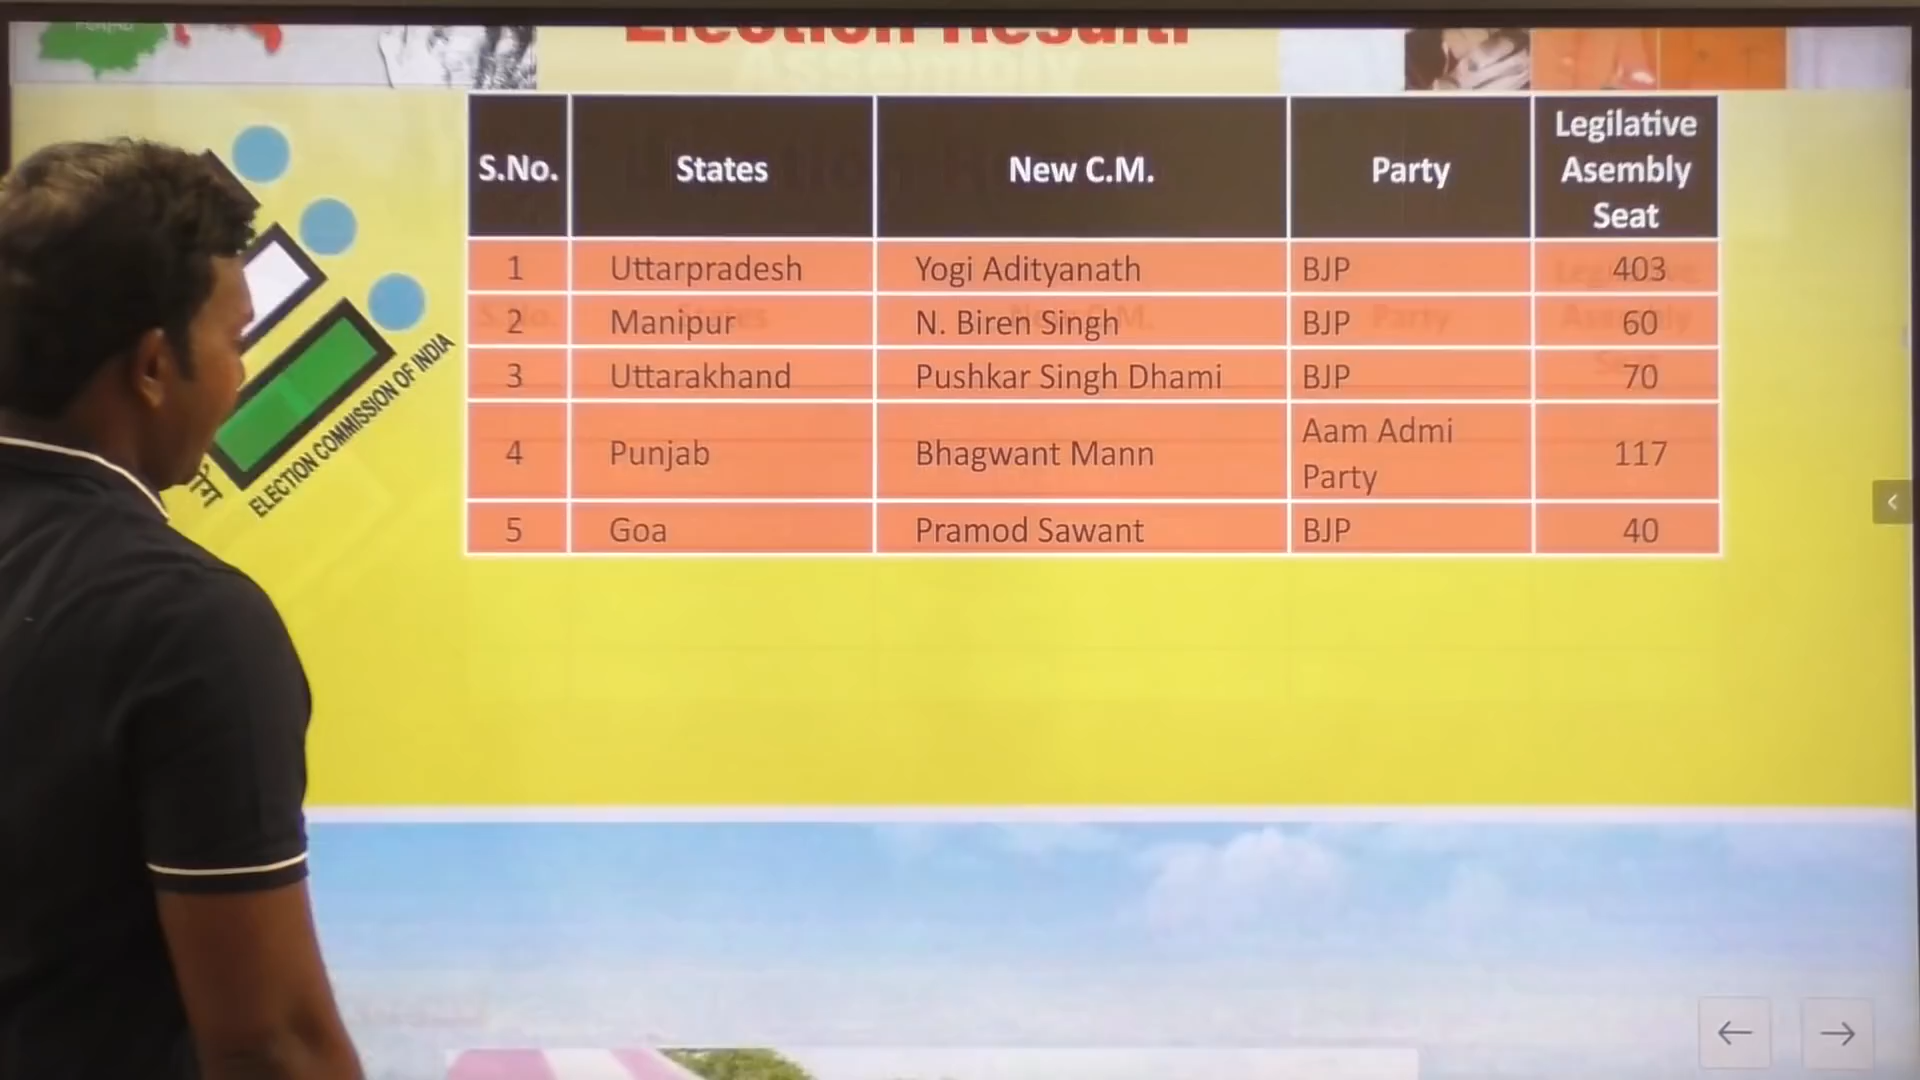 Election Result:
S.No. States New C.M. Party Legilative Asembly Seat
1 Uttarpradesh Yogi Adityanath BJP 403
2 Manipur N. Biren Singh BJP 60
3 Uttarakhand Pushkar Singh Dhami BJP 70
4 Punjab Bhagwant Mann Aam Admi Party 117
5 Goa Pramod Sawant BJP 40
ELECTION COMMISSION OF INDIA